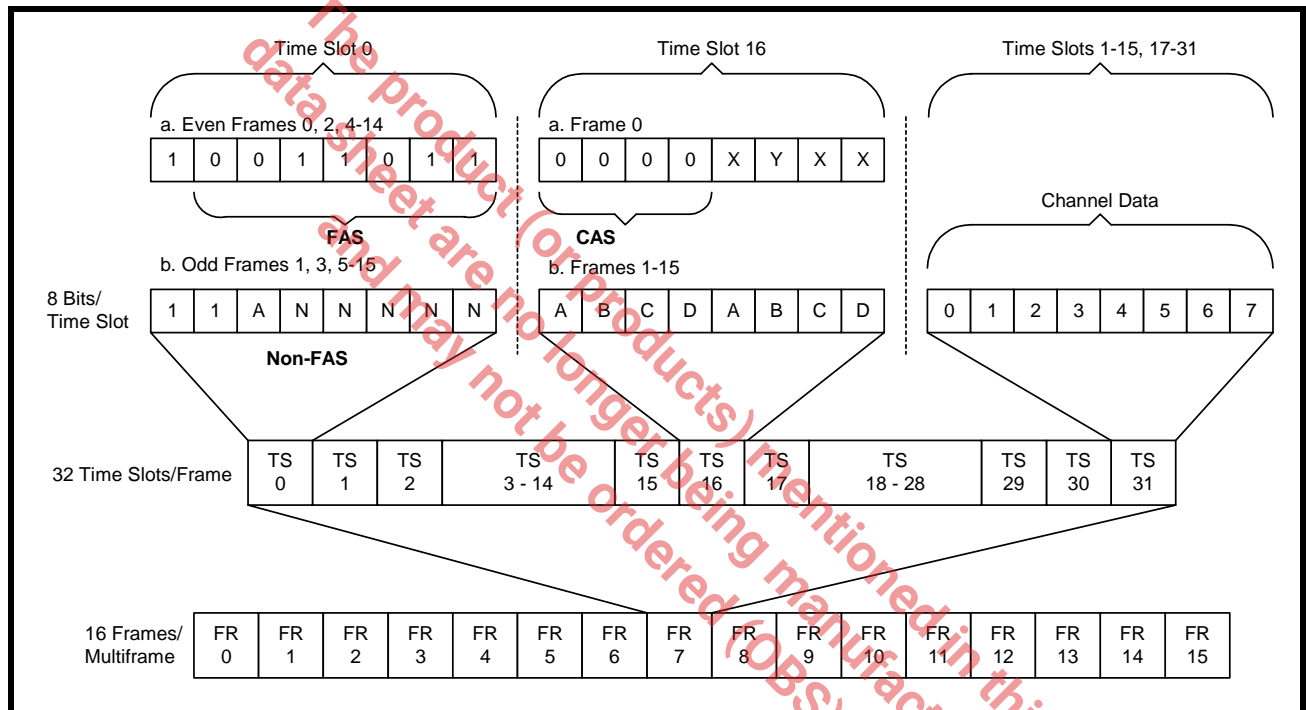 Time Slot 0
Time Slot 16
Time Slots 1-15, 17-31
a. Even Frames 0, 2, 4-14
a. Frame 0
1 0 0 1 1 0 1 1
0 0 0 0 X Y X X
Channel Data
FAS
CAS
b. Odd Frames 1, 3, 5-15
b. Frames 1-15
8 Bits/
Time Slot
1 1 A N N N N N
A B C D A B C D
0 1 2 3 4 5 6 7
Non-FAS
32 Time Slots/Frame
TS TS TS TS TS TS TS TS TS TS TS
0 1 2 3 - 14 15 16 17 18 - 28 29 30 31
16 Frames/
Multiframe
FR FR FR FR FR FR FR FR FR FR FR FR FR FR FR FR
0 1 2 3 4 5 6 7 8 9 10 11 12 13 14 15
The product (or products) mentioned in this
data sheet are no longer being manufact
and may not be ordered (OBS)